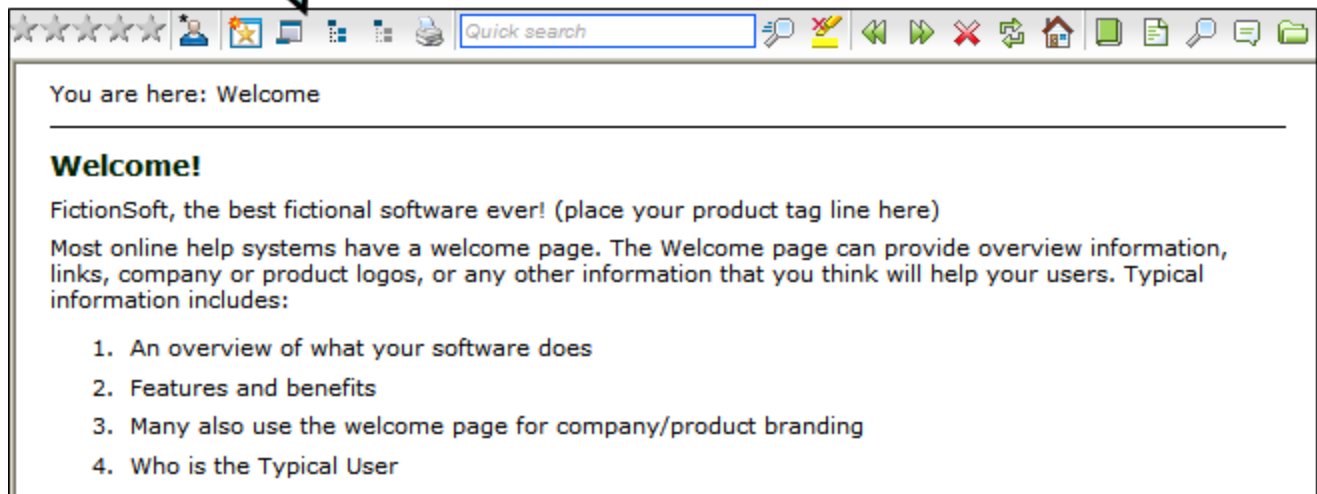 Quick search
You are here: Welcome
Welcome!
FictionSoft, the best fictional software ever! (place your product tag line here)
Most online help systems have a welcome page. The Welcome page can provide overview information,
links, company or product logos, or any other information that you think will help your users. Typical
information includes:
1. An overview of what your software does
2. Features and benefits
3. Many also use the welcome page for company/product branding
4. Who is the Typical User